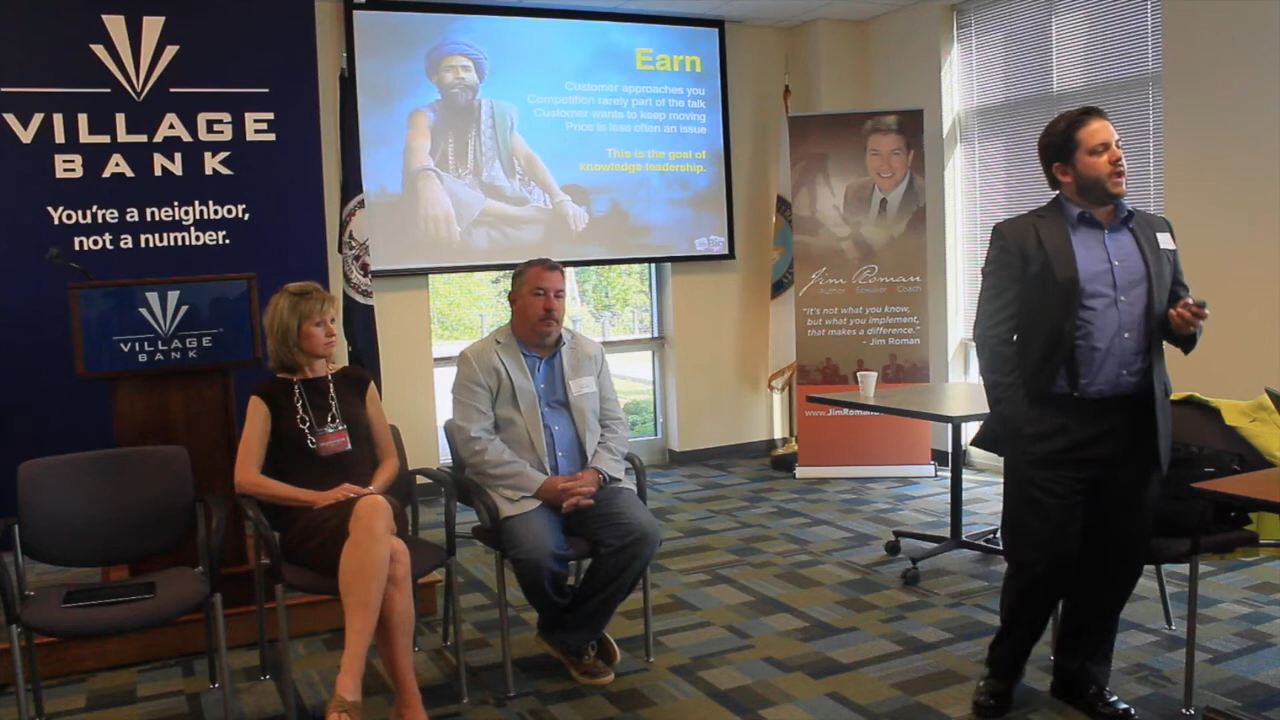 VILLAGE
BANK
You're a neighbor,
not a number.
VILLAGE
BANK
Earn
Customer approaches you
Competition rarely part of the talk
Customer wants to keep moving
Price is less often an issue
This is the goal of
knowledge leadership.
Big
Jim Roman
Author Speaker Coach
"It's not what you know,
but what you implement,
that makes a difference."
- Jim Roman